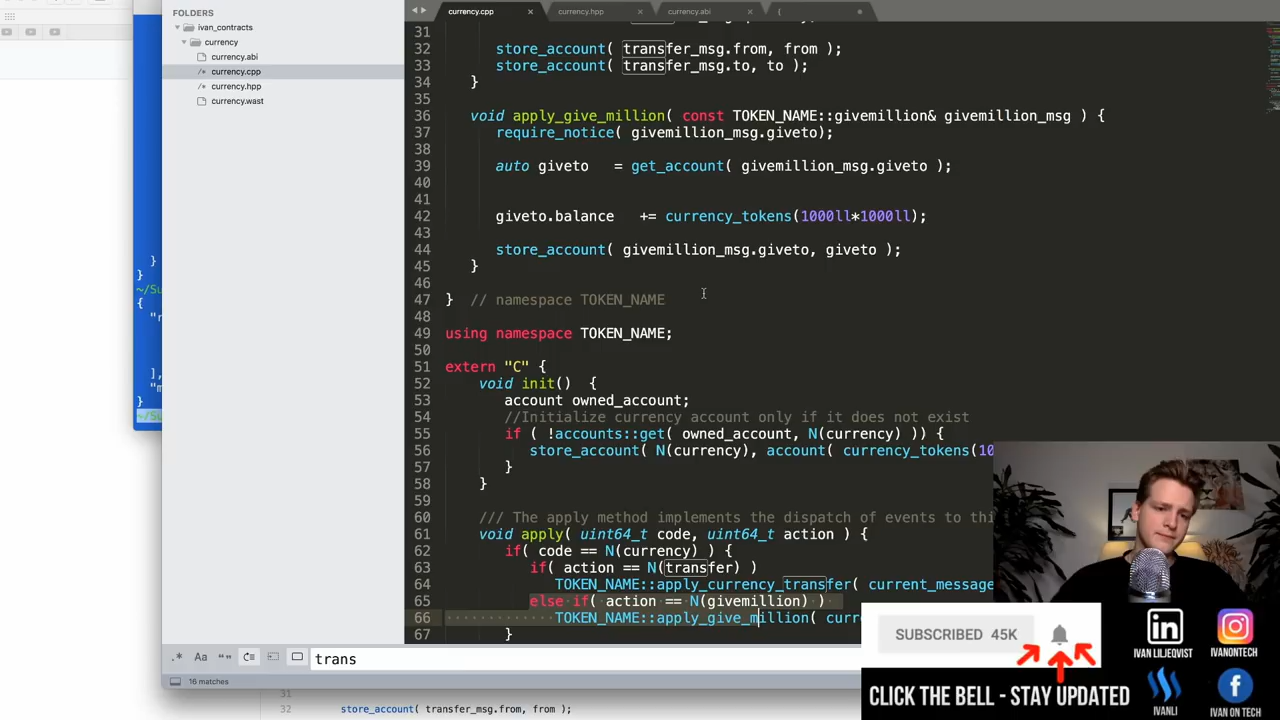 FOLDERS
ivan_contracts
currency
currency.abi
currency.cpp
currency.hpp
currency.wast
currency.cpp
currency.hpp
currency.abi
{
31
32 store_account( transfer_msg.from, from );
33 store_account( transfer_msg.to, to );
34 }
35
36 void apply_give_million( const TOKEN_NAME::givemillion& givemillion_msg ) {
37 require_notice( givemillion_msg.giveto);
38
39 auto giveto = get_account( givemillion_msg.giveto );
40
41
42 giveto.balance += currency_tokens(1000ll*1000ll);
43
44 store_account( givemillion_msg.giveto, giveto );
45 }
46
47 } // namespace TOKEN_NAME
48
49 using namespace TOKEN_NAME;
50
51 extern "C" {
52 void init() {
53 account owned_account;
54 //Initialize currency account only if it does not exist
55 if ( !accounts::get( owned_account, N(currency) )) {
56 store_account( N(currency), account( currency_tokens(10
57 }
58 }
59
60 /// The apply method implements the dispatch of events to thi
61 void apply( uint64_t code, uint64_t action ) {
62 if( code == N(currency) ) {
63 if( action == N(transfer) )
64 TOKEN_NAME::apply_currency_transfer( current_message
65 else if( action == N(givemillion) )
66 TOKEN_NAME::apply_give_million( curr
67 }
}
}
~/Su
{
"r
],
"m
}
~/Su
.* Aa “” trans
16 matches
31
32 store_account( transfer_msg.from, from );
SUBSCRIBED 45K
CLICK THE BELL - STAY UPDATED
in
IVAN LILJEQVIST
IVANONTECH
IVANLI
f
IVAN ON TECH